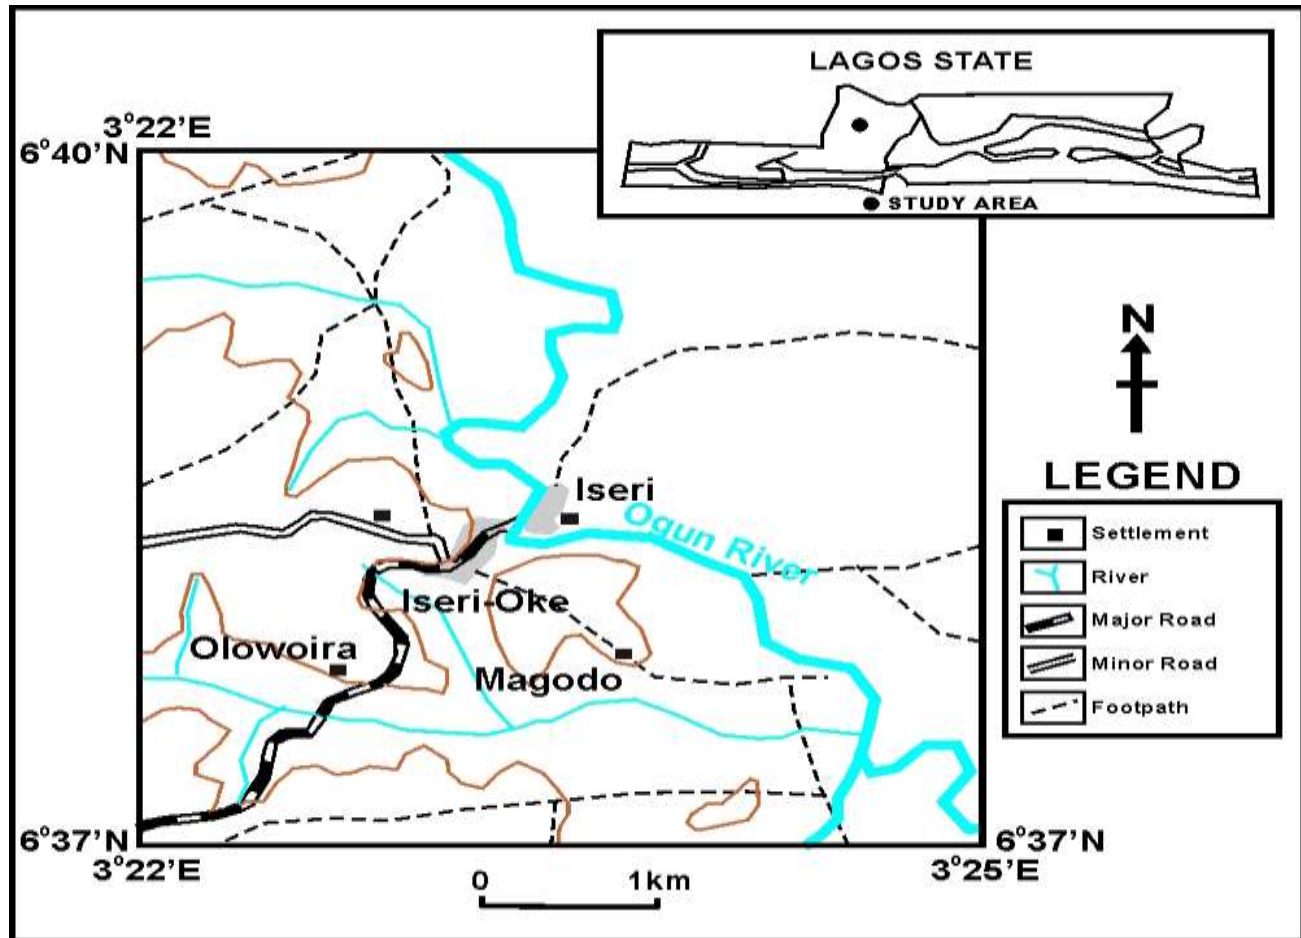 LAGOS STATE
STUDY AREA
3°22'E
6°40'N
N
Iseri
Ogun River
Iseri-Oke
Olowoira
Magodo
LEGEND
Settlement
River
Major Road
Minor Road
Footpath
6°37'N
6°37'N
3°22'E
3°25'E
0 1km